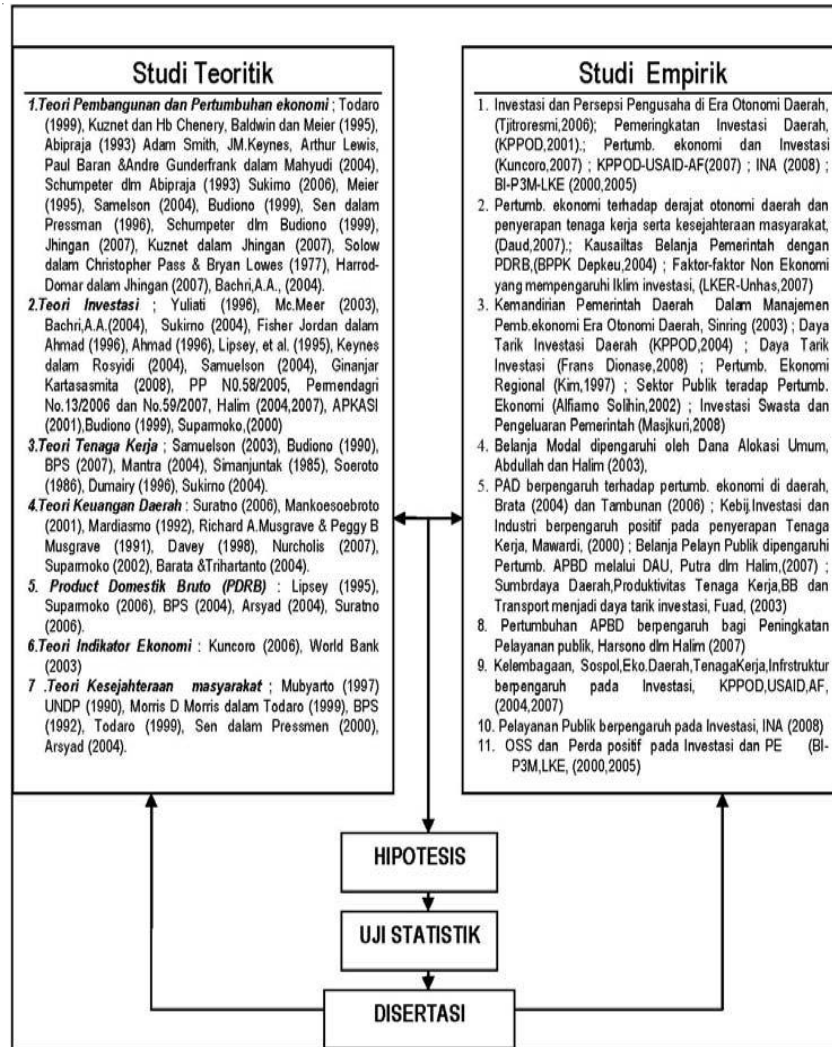 Studi Teoritik
1.Teori Pembangunan dan Pertumbuhan ekonomi ; Todaro
(1999), Kuznet dan Hb Chenery, Baldwin dan Meier (1995),
Abipraja (1993) Adam Smith, JM.Keynes, Arthur Lewis,
Paul Baran &Andre Gunderfrank dalam Mahyudi (2004),
Schumpeter dlm Abipraja (1993) Sukirno (2006), Meier
(1995), Samelson (2004), Budiono (1999), Sen dalam
Pressman (1996), Schumpeter dlm Budiono (1999),
Jhingan (2007), Kuznet dalam Jhingan (2007), Solow
dalam Christopher Pass & Bryan Lowes (1977), Harrod-
Domar dalam Jhingan (2007), Bachri,A.A., (2004).
2.Teori Investasi ; Yuliati (1996), Mc.Meer (2003),
Bachri,A.A.(2004), Sukirno (2004), Fisher Jordan dalam
Ahmad (1996), Ahmad (1996), Lipsey, et al. (1995), Keynes
dalam Rosyidi (2004), Samuelson (2004), Ginanjar
Kartasasmita (2008), PP N0.58/2005, Permendagri
No.13/2006 dan No.59/2007, Halim (2004,2007), APKASI
(2001),Budiono (1999), Suparmoko,(2000)
3.Teori Tenaga Kerja ; Samuelson (2003), Budiono (1990),
BPS (2007), Mantra (2004), Simanjuntak (1985), Soeroto
(1986), Dumairy (1996), Sukirno (2004).
4.Teori Keuangan Daerah : Suratno (2006), Mankoesoebroto
(2001), Mardiasmo (1992), Richard A.Musgrave & Peggy B
Musgrave (1991), Davey (1998), Nurcholis (2007),
Suparmoko (2002), Barata &Trihartanto (2004).
5. Product Domestik Bruto (PDRB) : Lipsey (1995),
Suparmoko (2006), BPS (2004), Arsyad (2004), Suratno
(2006).
6.Teori Indikator Ekonomi : Kuncoro (2006), World Bank
(2003)
7 .Teori Kesejahteraan masyarakat ; Mubyarto (1997)
UNDP (1990), Morris D Morris dalam Todaro (1999), BPS
(1992), Todaro (1999), Sen dalam Pressmen (2000),
Arsyad (2004).
Studi Empirik
1. Investasi dan Persepsi Pengusaha di Era Otonomi Daerah,
(Tjitroresmi,2006); Pemeringkatan Investasi Daerah,
(KPPOD,2001).; Pertumb. ekonomi dan Investasi
(Kuncoro,2007) ; KPPOD-USAID-AF(2007) ; INA (2008) ;
BI-P3M-LKE (2000,2005)
2. Pertumb. ekonomi terhadap derajat otonomi daerah dan
penyerapan tenaga kerja serta kesejahteraan masyarakat,
(Daud,2007).; Kausailtas Belanja Pemerintah dengan
PDRB,(BPPK Depkeu,2004) ; Faktor-faktor Non Ekonomi
yang mempengaruhi Iklim investasi, (LKER-Unhas,2007)
3. Kemandirian Pemerintah Daerah Dalam Manajemen
Pemb.ekonomi Era Otonomi Daerah, Sinring (2003) ; Daya
Tarik Investasi Daerah (KPPOD,2004) ; Daya Tarik
Investasi (Frans Dionase,2008) ; Pertumb. Ekonomi
Regional (Kim,1997) ; Sektor Publik teradap Pertumb.
Ekonomi (Alfiamo Solihin,2002) ; Investasi Swasta dan
Pengeluaran Pemerintah (Masjkuri,2008)
4. Belanja Modal dipengaruhi oleh Dana Alokasi Umum,
Abdullah dan Halim (2003),
5. PAD berpengaruh terhadap pertumb. ekonomi di daerah,
Brata (2004) dan Tambunan (2006) ; Kebij.Investasi dan
Industri berpengaruh positif pada penyerapan Tenaga
Kerja, Mawardi, (2000) ; Belanja Pelayn Publik dipengaruhi
Pertumb. APBD melalui DAU, Putra dlm Halim,(2007) ;
Sumbrdaya Daerah,Produktivitas Tenaga Kerja,BB dan
Transport menjadi daya tarik investasi, Fuad, (2003)
8. Pertumbuhan APBD berpengaruh bagi Peningkatan
Pelayanan publik, Harsono dlm Halim (2007)
9. Kelembagaan, Sospol,Eko.Daerah,TenagaKerja,Infrstruktur
berpengaruh pada Investasi, KPPOD,USAID,AF,
(2004,2007)
10. Pelayanan Publik berpengaruh pada Investasi, INA (2008)
11. OSS dan Perda positif pada Investasi dan PE (BI-
P3M,LKE, (2000,2005)
HIPOTESIS
UJI STATISTIK
DISERTASI